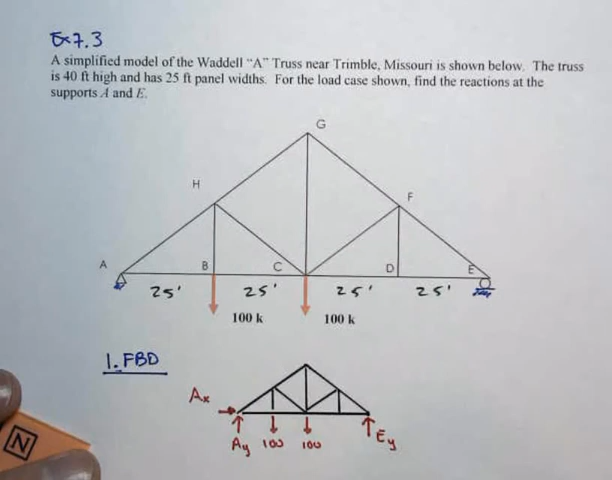 Ex 7.3
A simplified model of the Waddell "A" Truss near Trimble, Missouri is shown below. The truss
is 40 ft high and has 25 ft panel widths. For the load case shown, find the reactions at the
supports A and E.
G
H
F
A
B
C
D
E
25'
25'
25'
25'
100 k
100 k
1. FBD
Ax
Ay
100
100
Ey
N